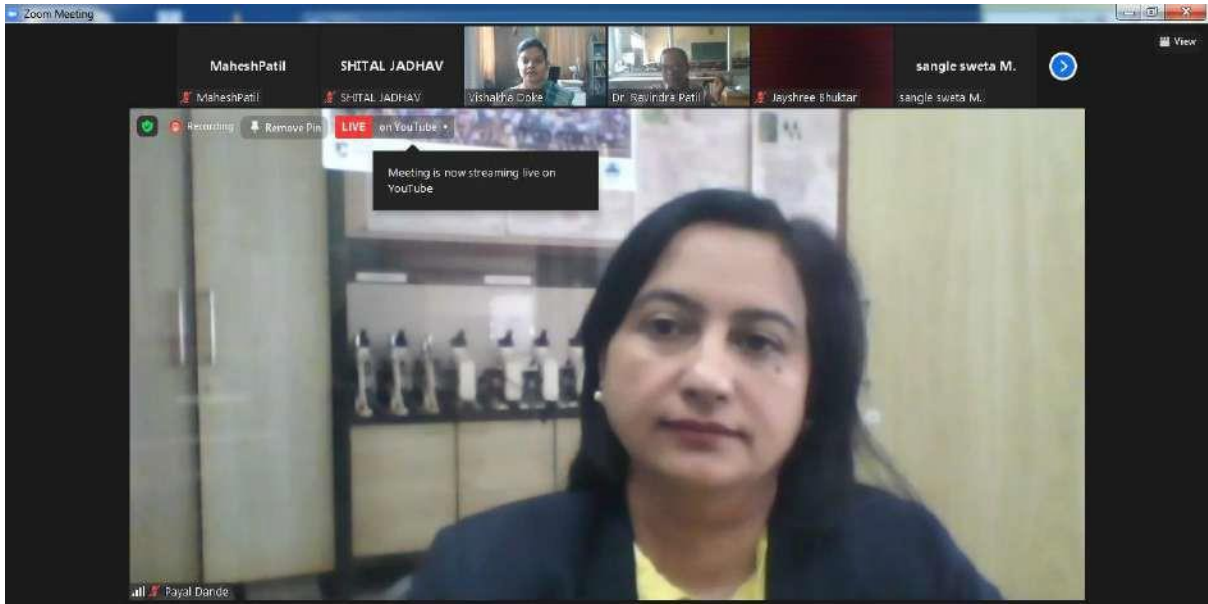 Zoom Meeting
View
MaheshPatil
SHITAL JADHAV
sangle sweta M.
MaheshPatil
SHITAL JADHAV
Vishakha Doke
Dr. Ravindra Patil
Jayshree Bhuktar
sangle sweta M.
Recording
Remove Pin
LIVE on YouTube
Meeting is now streaming live on
YouTube
Payal Dande